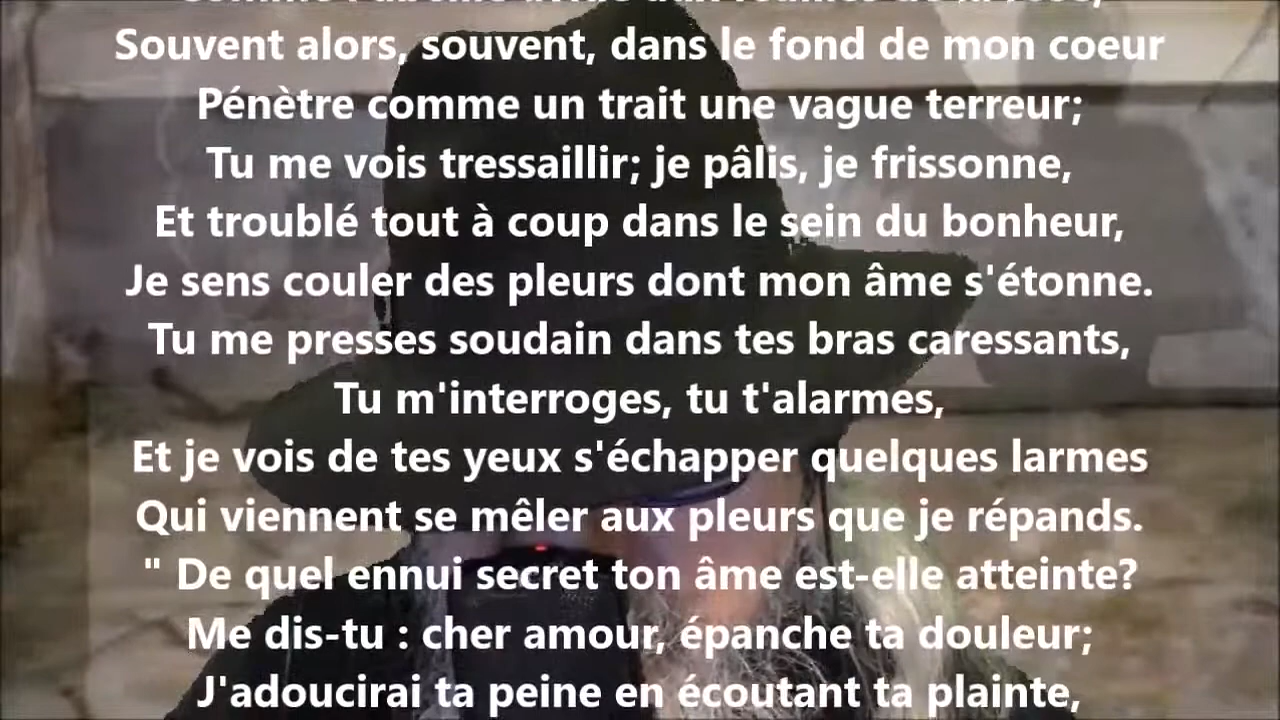 Souvent alors, souvent, dans le fond de mon coeur
Pénètre comme un trait une vague terreur;
Tu me vois tressaillir; je pâlis, je frissonne,
Et troublé tout à coup dans le sein du bonheur,
Je sens couler des pleurs dont mon âme s'étonne.
Tu me presses soudain dans tes bras caressants,
Tu m'interroges, tu t'alarmes,
Et je vois de tes yeux s'échapper quelques larmes
Qui viennent se mêler aux pleurs que je répands.
" De quel ennui secret ton âme est-elle atteinte?
Me dis-tu : cher amour, épanche ta douleur;
J'adoucirai ta peine en écoutant ta plainte,